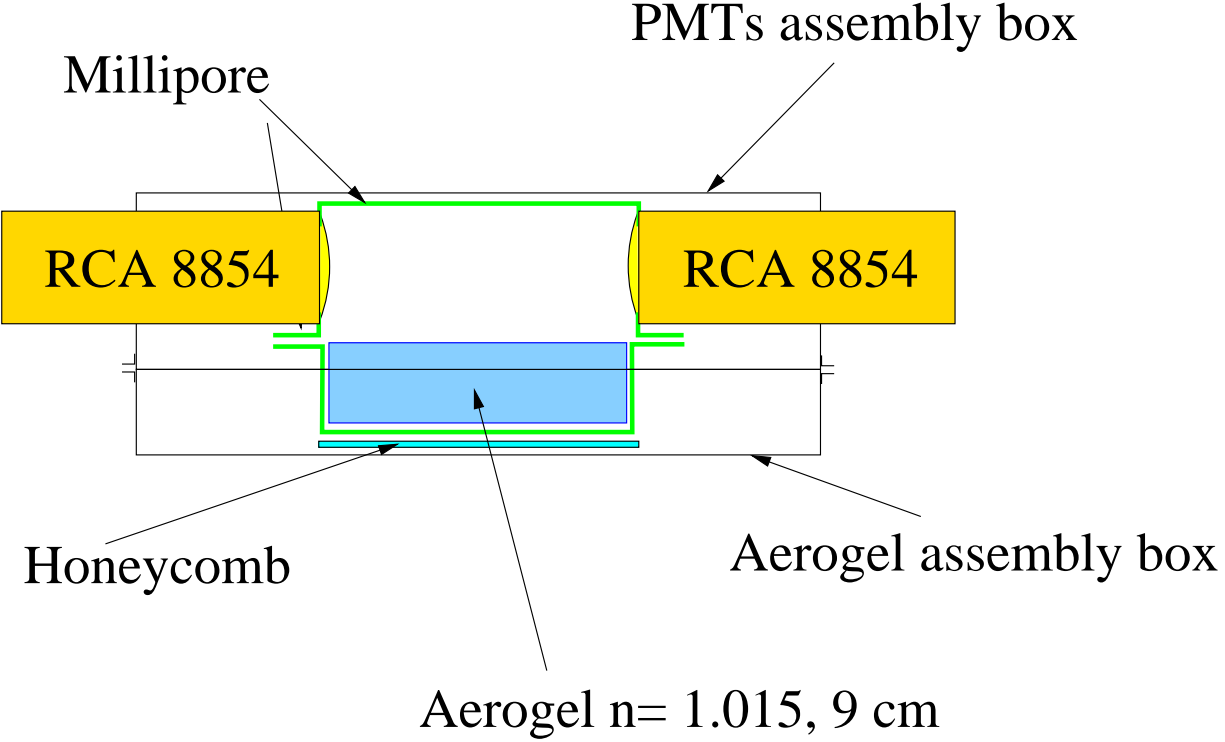 PMTs assembly box
Millipore
RCA 8854
RCA 8854
Honeycomb
Aerogel assembly box
Aerogel n= 1.015, 9 cm